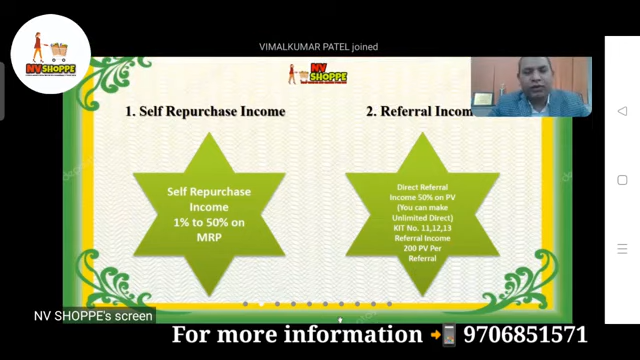 VIMALKUMAR PATEL joined
NV SHOPPE
NV
SHOPPE
1. Self Repurchase Income
2. Referral Incom
Self Repurchase
Income
1% to 50% on
MRP
Direct Referral
Income 50% on PV
(You can make
Unlimited Direct)
KIT No. 11,12,13
Referral Income
200 PV Per
Referral
NV SHOPPE's screen
For more information 9706851571